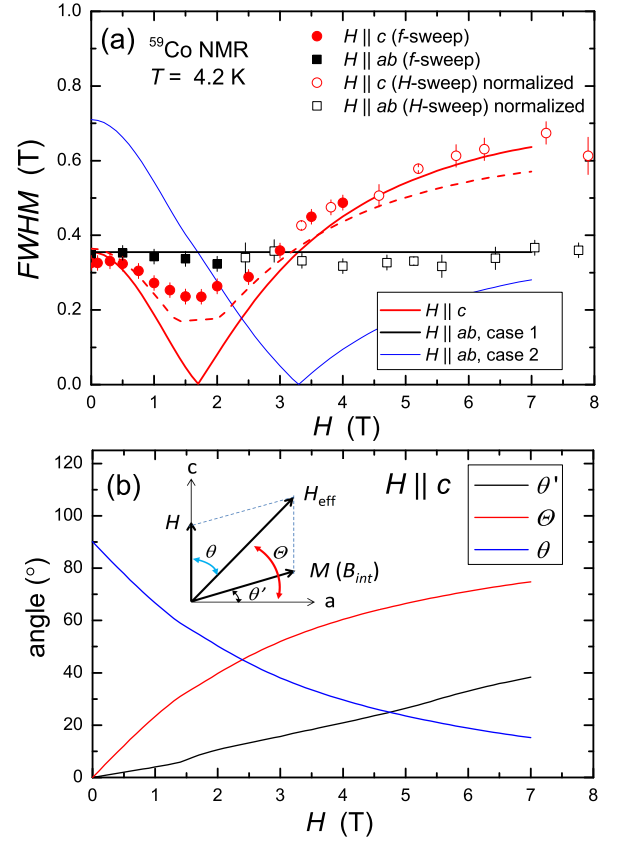 (a)
⁵⁹Co NMR
T = 4.2 K
H || c (f-sweep)
H || ab (f-sweep)
H || c (H-sweep) normalized
H || ab (H-sweep) normalized
1.0
0.8
0.6
0.4
0.2
0.0
FWHM (T)
H || c
H || ab, case 1
H || ab, case 2
0 1 2 3 4 5 6 7 8
H (T)
(b)
H || c
θ'
Θ
θ
120
100
80
60
40
20
0
angle (°)
c
H
H_eff
θ
Θ
M (B_int)
θ'
a
0 1 2 3 4 5 6 7 8
H (T)